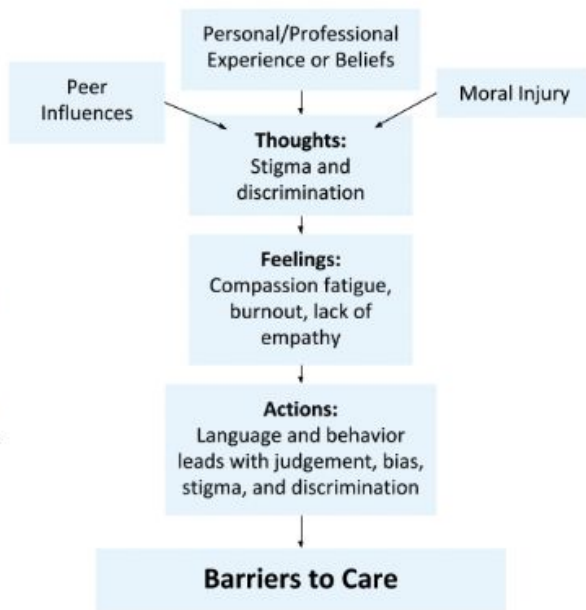 Personal/Professional
Experience or Beliefs
Peer
Influences
Moral Injury
Thoughts:
Stigma and
discrimination
Feelings:
Compassion fatigue,
burnout, lack of
empathy
Actions:
Language and behavior
leads with judgement, bias,
stigma, and discrimination
Barriers to Care